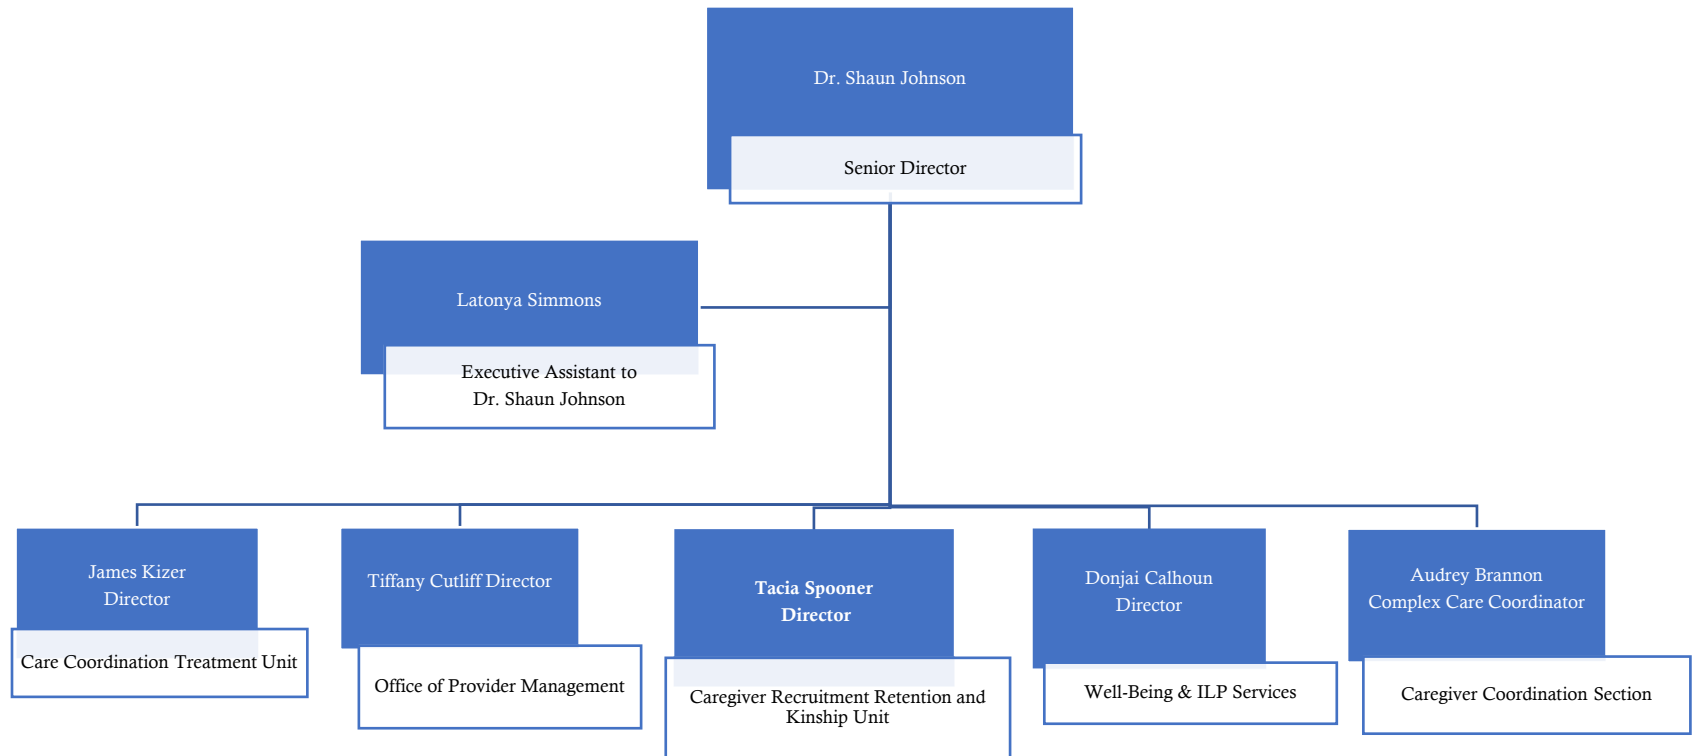 Dr. Shaun Johnson
Senior Director
Latonya Simmons
Executive Assistant to
Dr. Shaun Johnson
James Kizer
Director
Care Coordination Treatment Unit
Tiffany Cutliff Director
Office of Provider Management
Tacia Spooner
Director
Caregiver Recruitment Retention and
Kinship Unit
Donjai Calhoun
Director
Well-Being & ILP Services
Audrey Brannon
Complex Care Coordinator
Caregiver Coordination Section